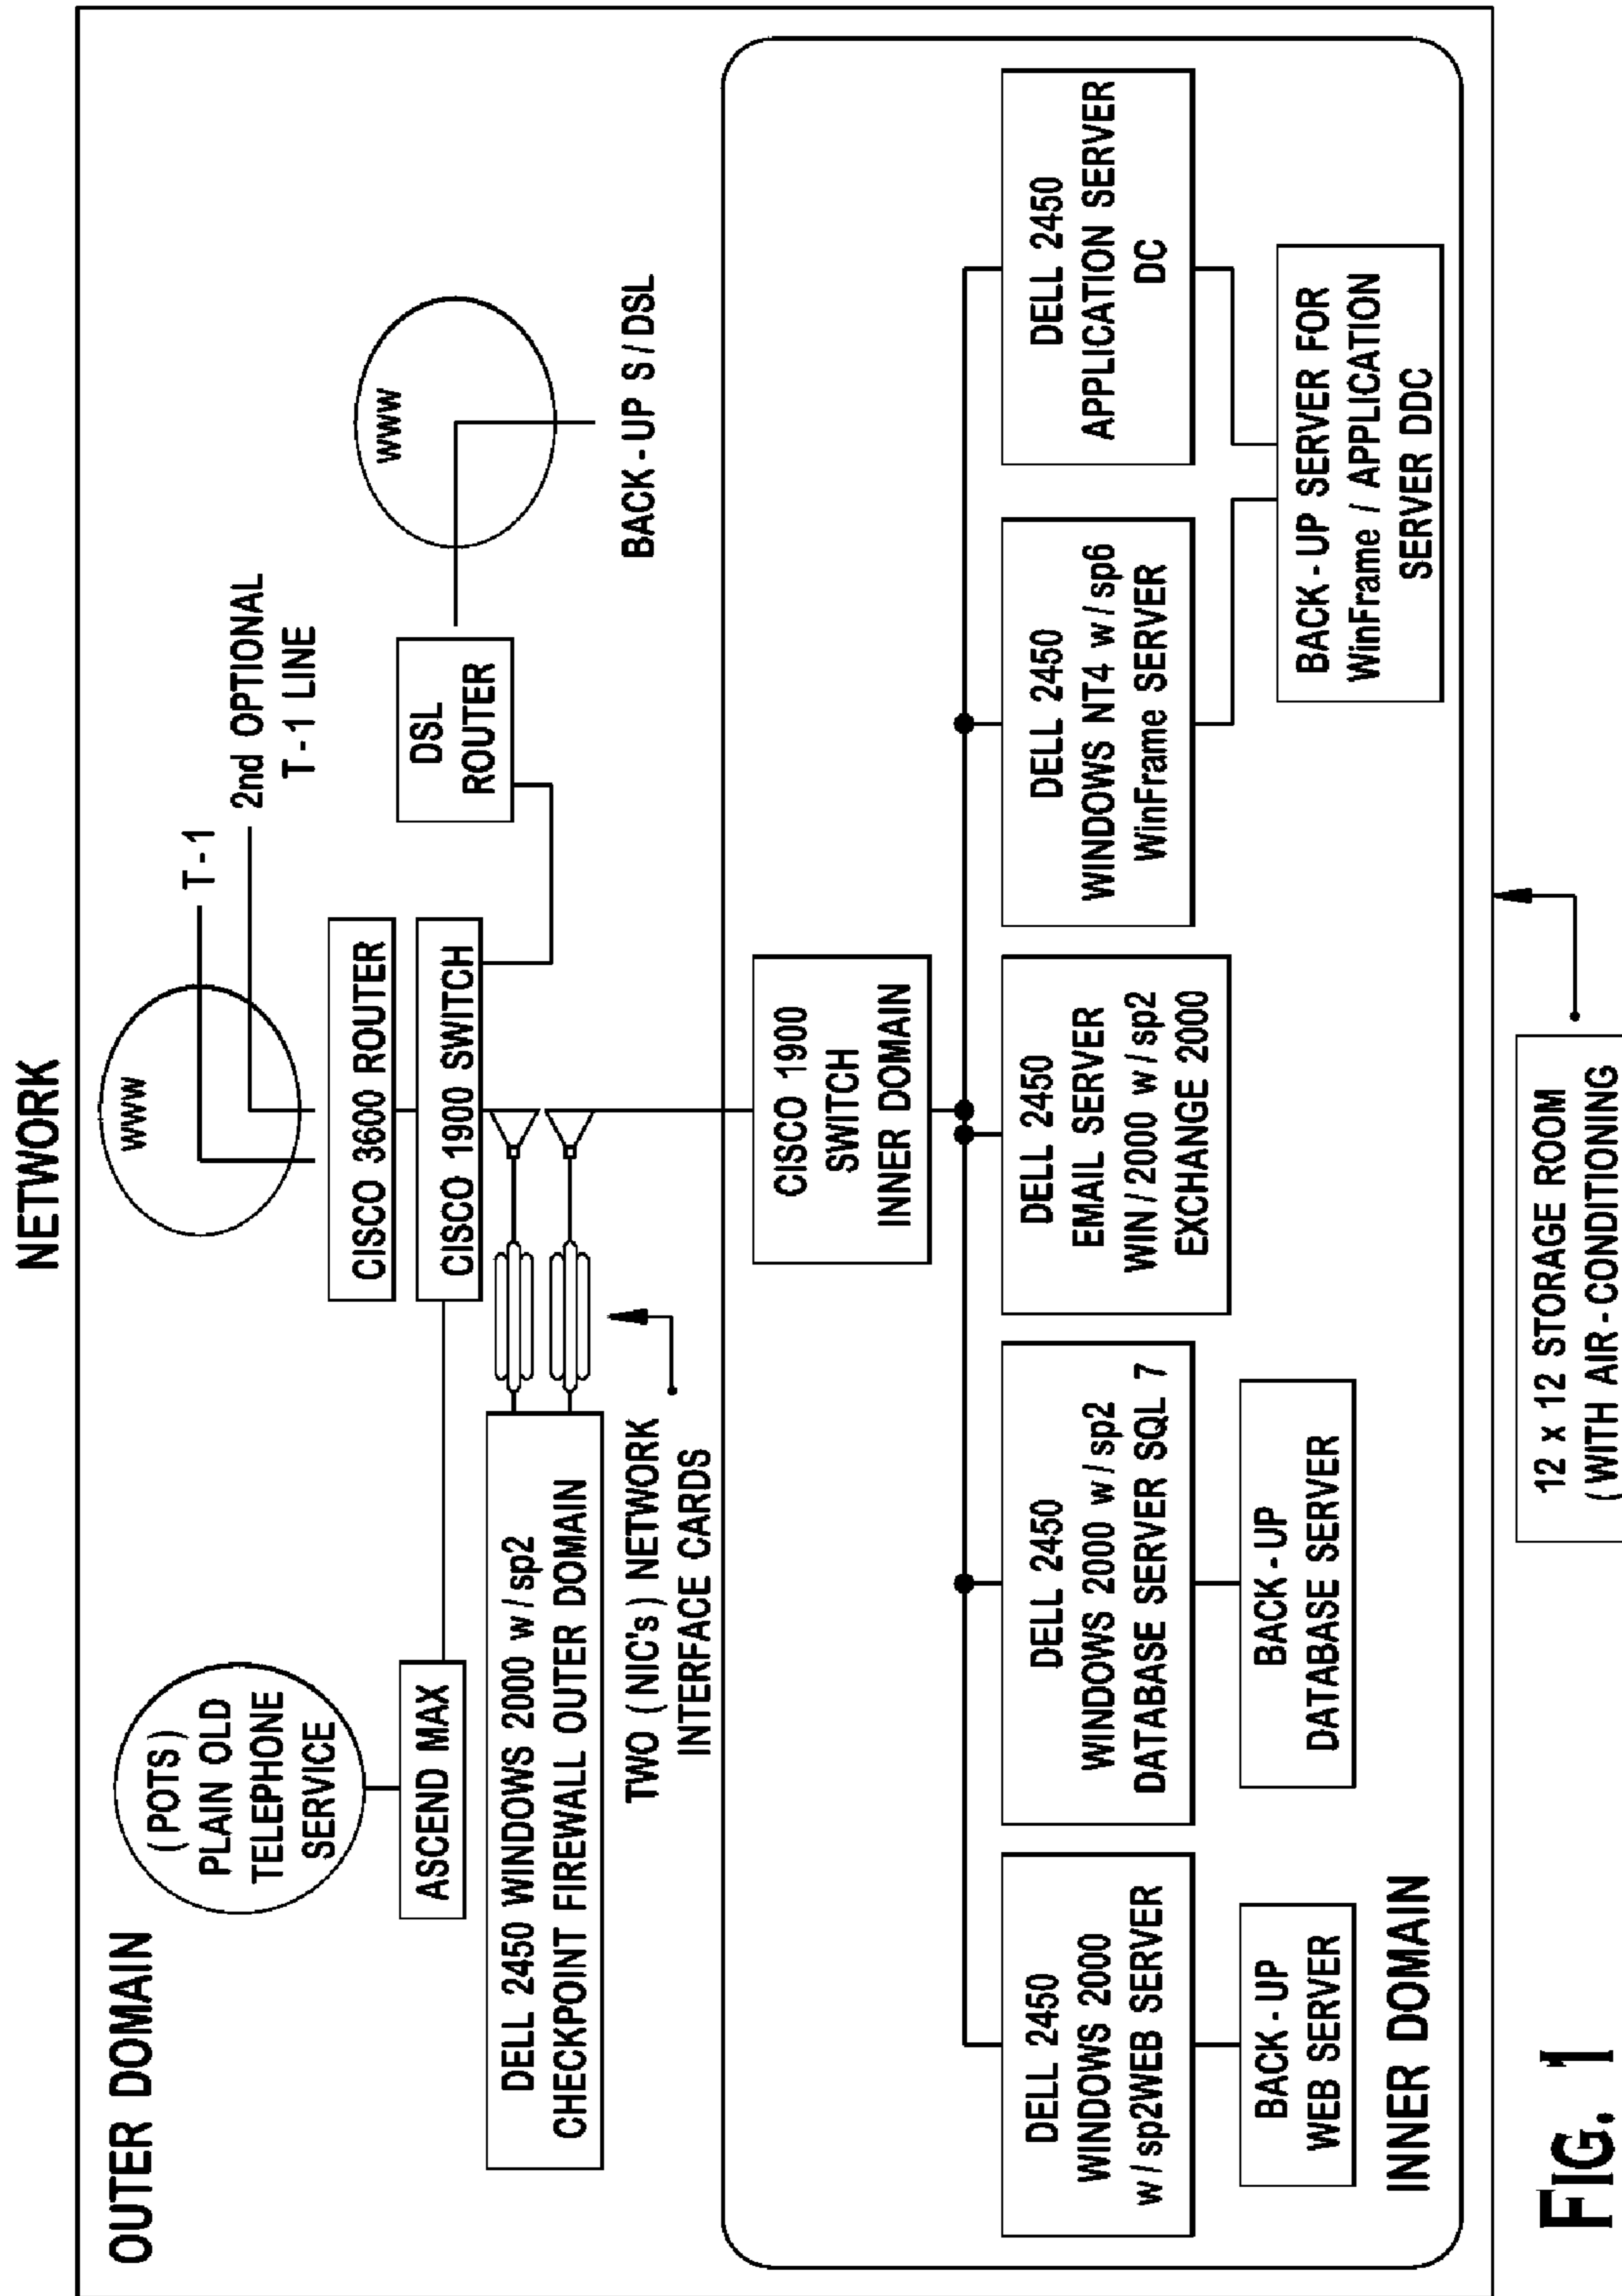 NETWORK
OUTER DOMAIN
WWW
T-1
2nd OPTIONAL
T-1 LINE
(POTS)
PLAIN OLD
TELEPHONE
SERVICE
WWW
CISCO 3600 ROUTER
DSL
ROUTER
ASCEND MAX
CISCO 1900 SWITCH
BACK-UP S/DSL
DELL 2450 WINDOWS 2000 w/sp2
CHECKPOINT FIREWALL OUTER DOMAIN
TWO (NIC's) NETWORK
INTERFACE CARDS
CISCO 1900
SWITCH
INNER DOMAIN
DELL 2450
WINDOWS 2000
w/sp2WEB SERVER
DELL 2450
WINDOWS 2000 w/sp2
DATABASE SERVER SQL 7
DELL 2450
EMAIL SERVER
WIN/2000 w/sp2
EXCHANGE 2000
DELL 2450
WINDOWS NT4 w/sp6
WinFrame SERVER
DELL 2450
APPLICATION SERVER
DC
BACK-UP
WEB SERVER
BACK-UP
DATABASE SERVER
BACK-UP SERVER FOR
WinFrame / APPLICATION
SERVER DDC
INNER DOMAIN
12 x 12 STORAGE ROOM
(WITH AIR-CONDITIONING
FIG. 1